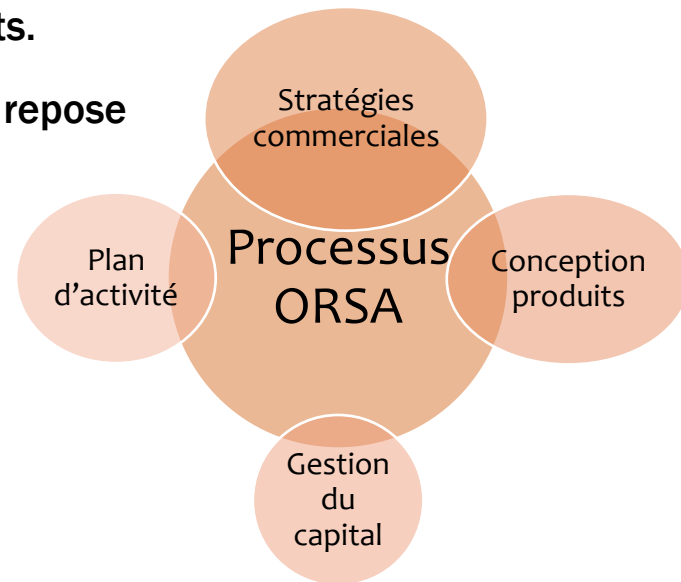 ts.
repose
Stratégies
commerciales
Processus
ORSA
Plan
d’activité
Conception
produits
Gestion
du
capital